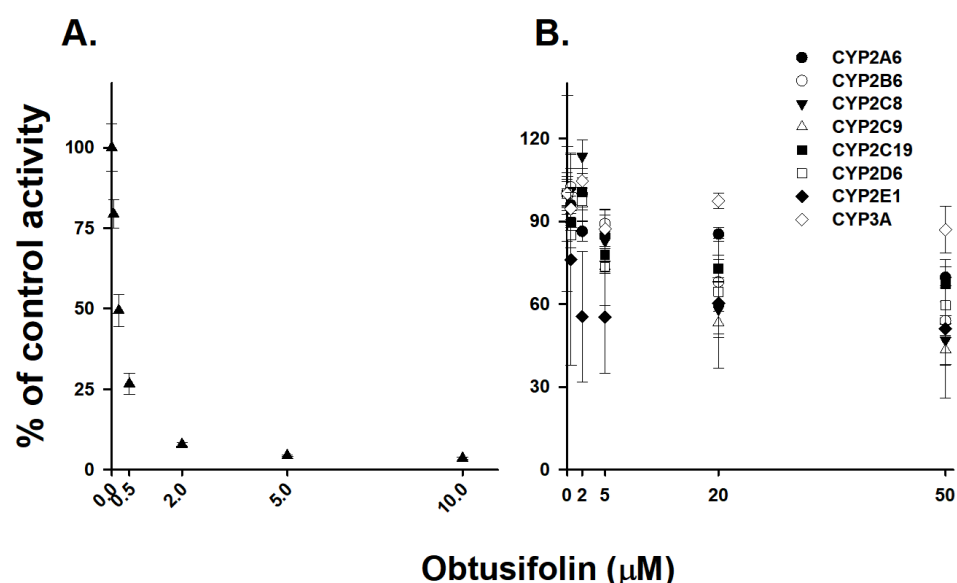 A.
B.
% of control activity
100
75
50
25
0
0.0
0.5
2.0
5.0
10.0
120
90
60
30
0
0
2
5
20
50
CYP2A6
CYP2B6
CYP2C8
CYP2C9
CYP2C19
CYP2D6
CYP2E1
CYP3A
Obtusifolin (μM)